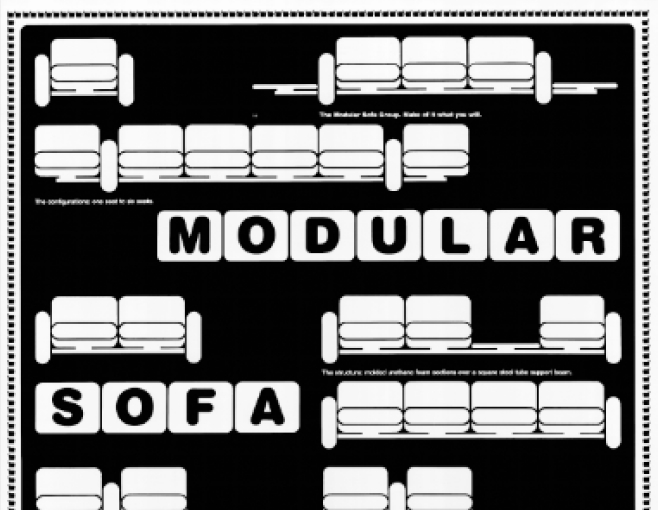 The Modular Sofa Group. Make of it what you will.
The configurations: one seat to six seats.
MODULAR
The structure: molded urethane foam sections over a square steel tube support beam.
SOFA